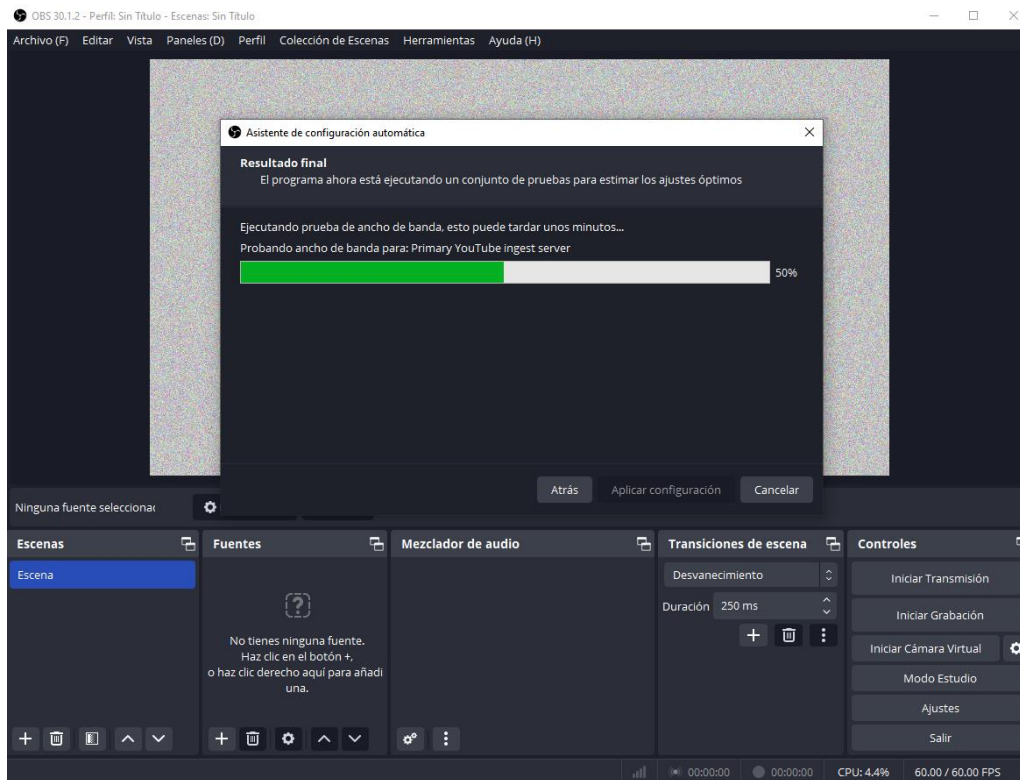 OBS 30.1.2 - Perfil: Sin Título - Escenas: Sin Título
Archivo (F) Editar Vista Paneles (D) Perfil Colección de Escenas Herramientas Ayuda (H)
Asistente de configuración automática
Resultado final
El programa ahora está ejecutando un conjunto de pruebas para estimar los ajustes óptimos
Ejecutando prueba de ancho de banda, esto puede tardar unos minutos...
Probando ancho de banda para: Primary YouTube ingest server
50%
Atrás Aplicar configuración Cancelar
Ninguna fuente
Escenas Fuentes Mezclador de audio Transiciones de escena Controles
Escena
No tienes ninguna fuente.
Haz clic en el botón +,
o haz clic derecho aquí para añadi
una.
Desvanecimiento
Duración 250 ms
Iniciar Transmisión
Iniciar Grabación
Iniciar Cámara Virtual
Modo Estudio
Ajustes
Salir
00:00:00 00:00:00 CPU: 4.4% 60.00 / 60.00 FPS